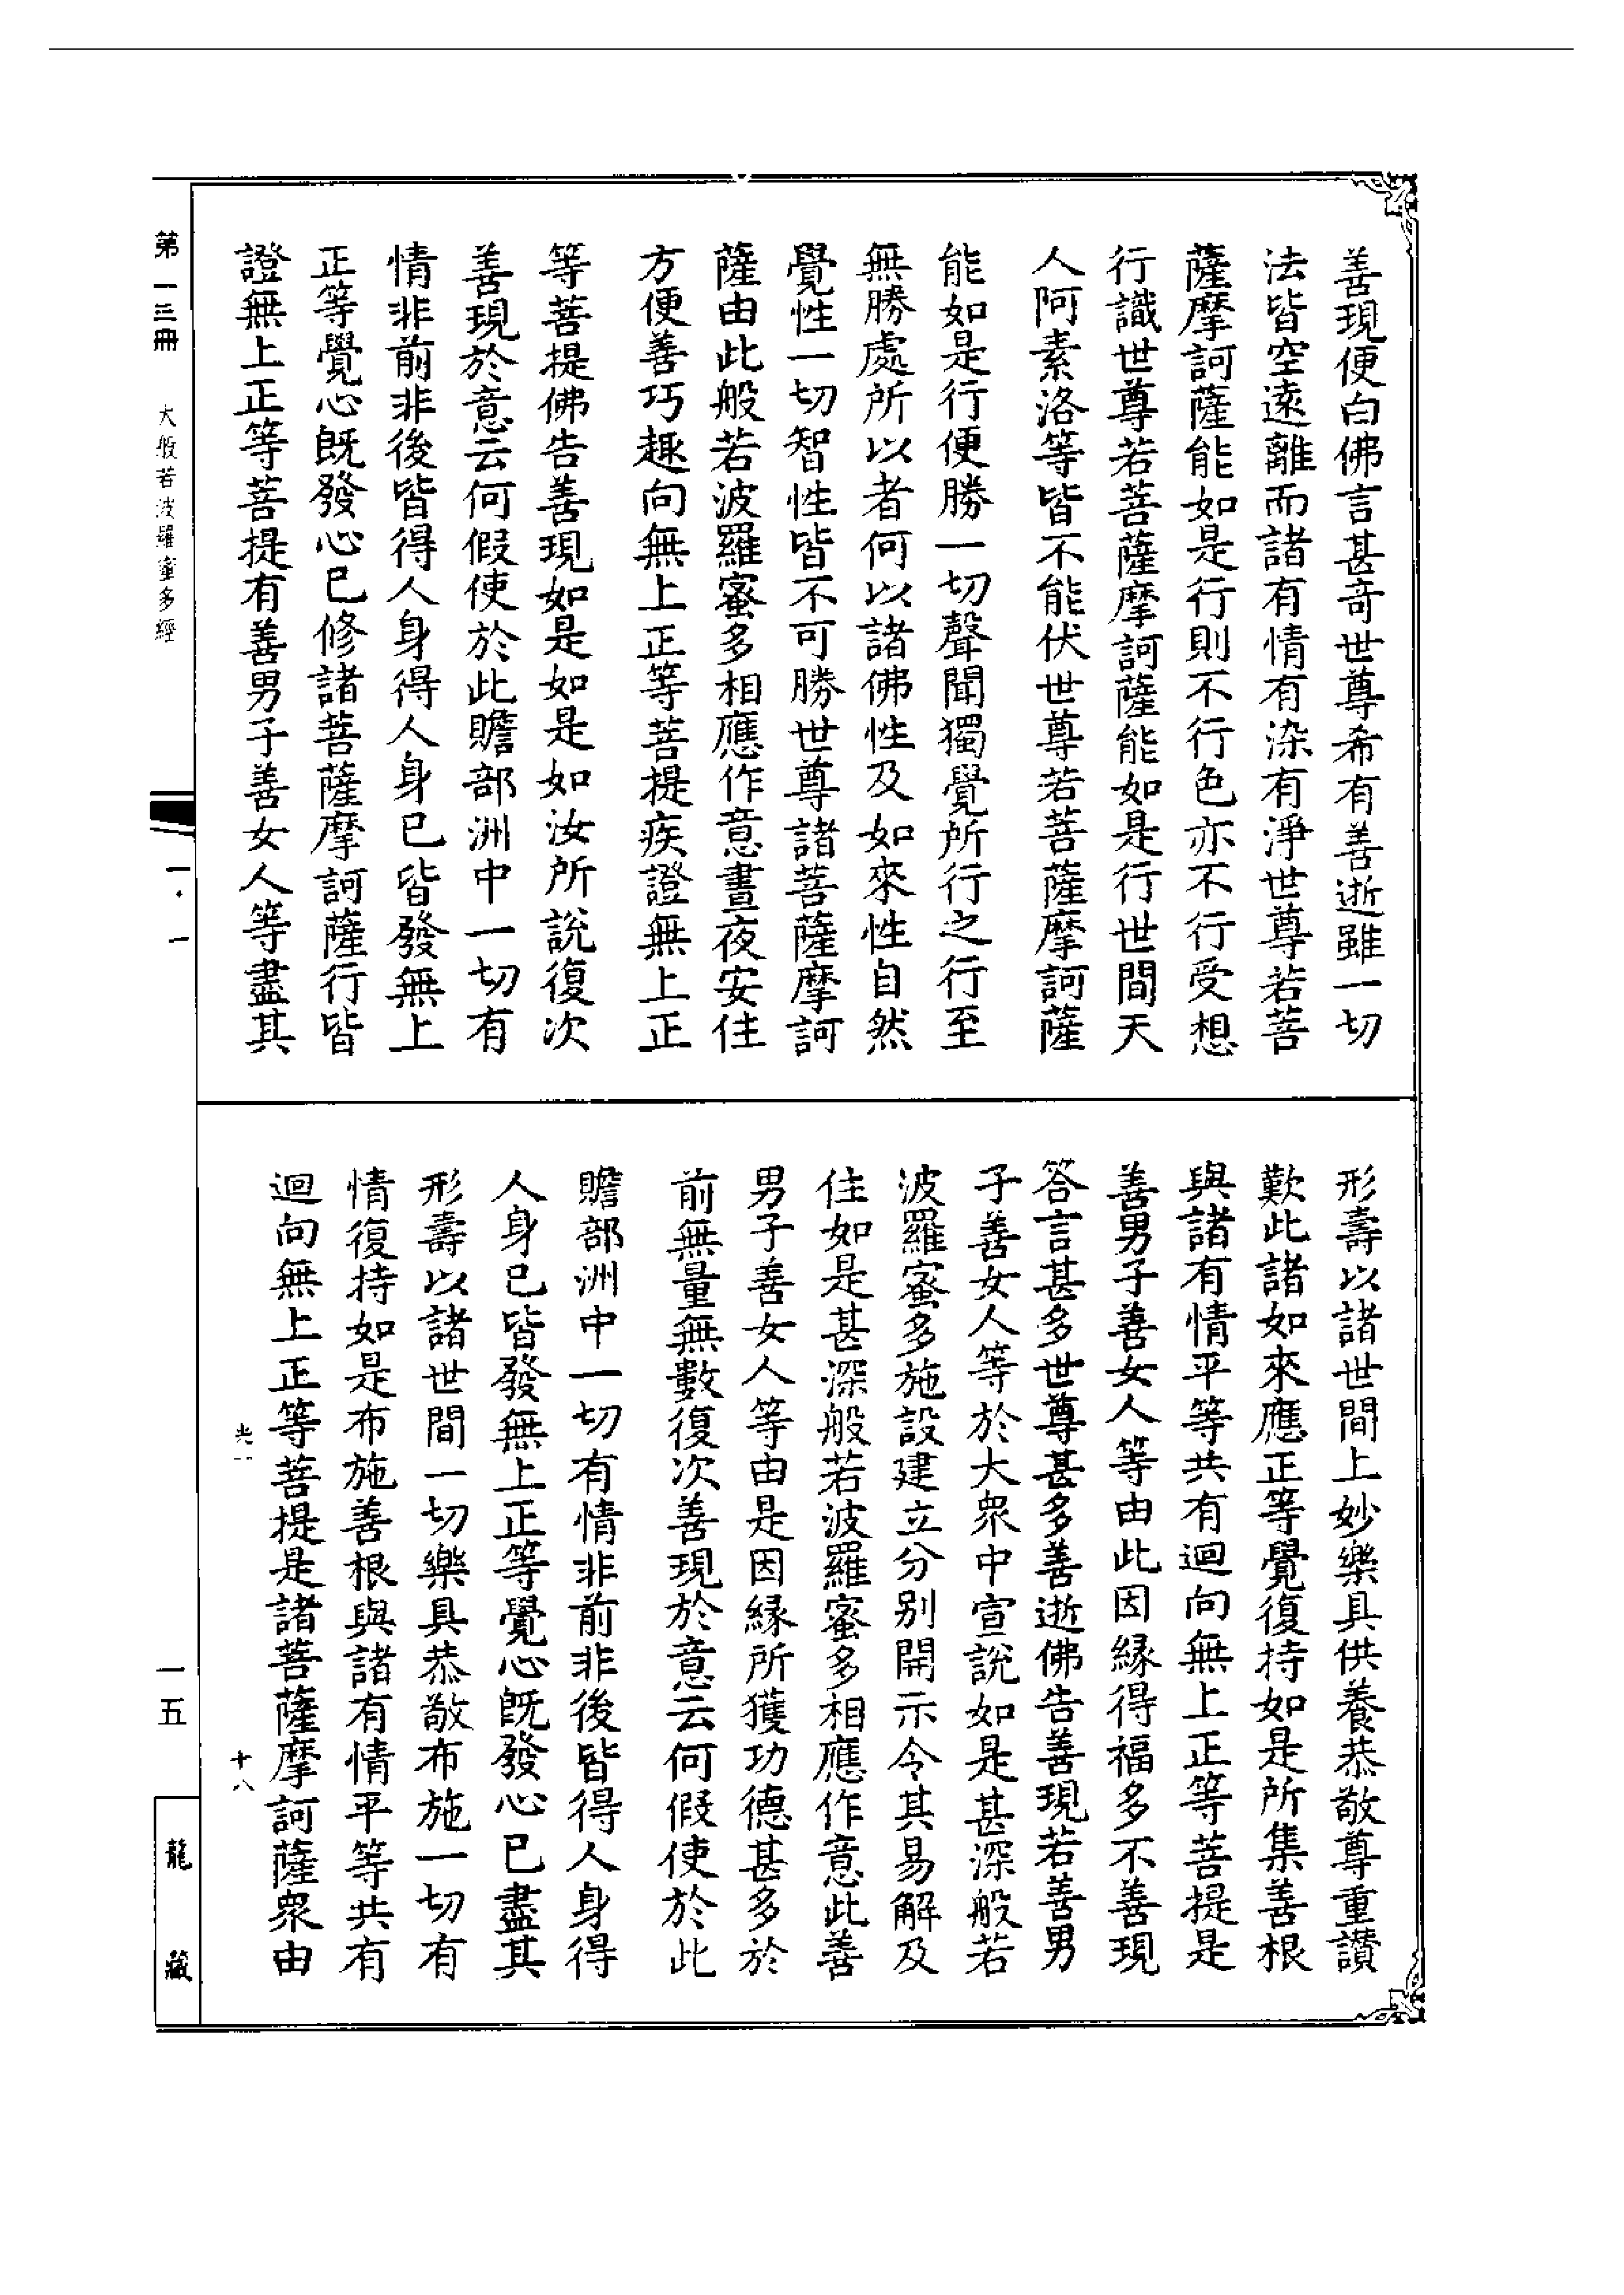 善現便白佛言甚奇世尊希有善逝雖一切
法皆空遠離而諸有情有染有淨世尊若菩
薩摩訶薩能如是行則不行色亦不行受想
行識世尊若菩薩摩訶薩能如是行世間天
人阿素洛等皆不能伏世尊若菩薩摩訶薩
能如是行便勝一切聲聞獨覺所行之行至
無勝處所以者何以諸佛性及如來性自然
覺性一切智性皆不可勝世尊諸菩薩摩訶
薩由此般若波羅蜜多相應作意晝夜安住
方便善巧趣向無上正等菩提疾證無上正
等菩提佛告善現如是如是如汝所說復次
善現於意云何假使於此贍部洲中一切有
情非前非後皆得人身得人身已皆發無上
正等覺心既發心已修諸菩薩摩訶薩行皆
證無上正等菩提有善男子善女人等盡其
形壽以諸世間上妙樂具供養恭敬尊重讃
歎此諸如來應正等覺復持如是所集善根
與諸有情平等共有迴向無上正等菩提是
善男子善女人等由此因緣得福多不善現
答言甚多世尊甚多善逝佛告善現若善男
子善女人等於大衆中宣說如是甚深般若
波羅蜜多施設建立分別開示令其易解及
住如是甚深般若波羅蜜多相應作意此善
男子善女人等由是因緣所獲功德甚多於
前無量無數復次善現於意云何假使於此
贍部洲中一切有情非前非後皆得人身得
人身已皆發無上正等覺心既發心已盡其
形壽以諸世間一切樂具恭敬布施一切有
情復持如是布施善根與諸有情平等共有
迴向無上正等菩提是諸菩薩摩訶薩衆由
十八
第一三冊 大般若波羅蜜多經
一·一
一五
龍藏